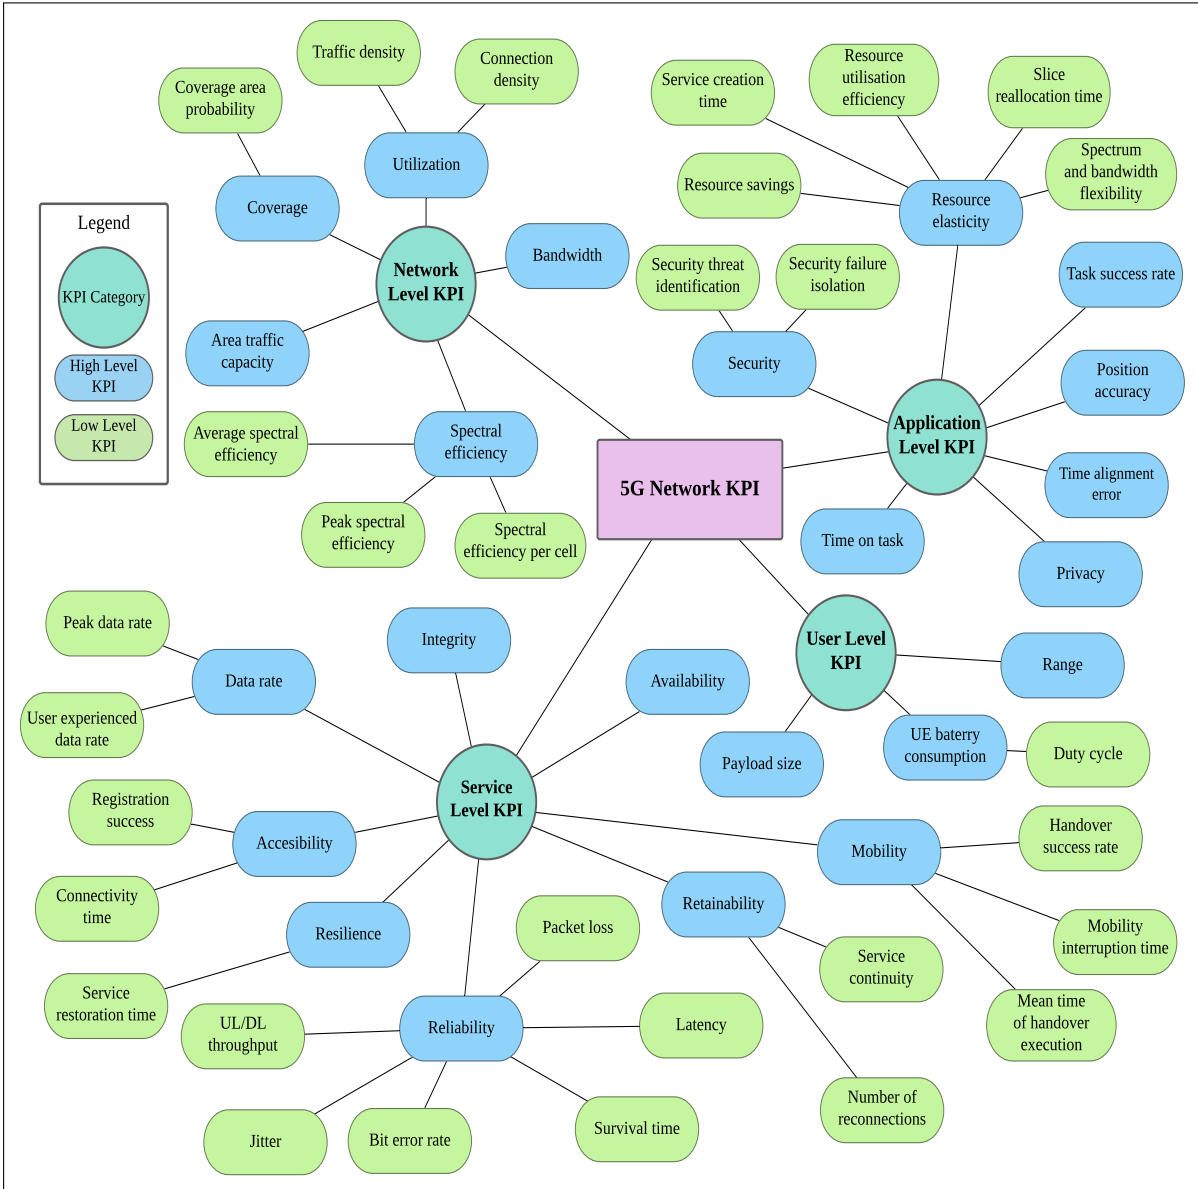 Traffic density
Connection
density
Coverage area
probability
Utilization
Coverage
Network
Level KPI
Bandwidth
Area traffic
capacity
Spectral
efficiency
Average spectral
efficiency
Peak spectral
efficiency
Spectral
efficiency per cell
Legend
KPI Category
High Level
KPI
Low Level
KPI
Service creation
time
Resource
utilisation
efficiency
Slice
reallocation time
Spectrum
and bandwidth
flexibility
Resource savings
Resource
elasticity
Security threat
identification
Security failure
isolation
Task success rate
Security
Position
accuracy
Application
Level KPI
Time alignment
error
Time on task
Privacy
5G Network KPI
User Level
KPI
Range
UE baterry
consumption
Payload size
Duty cycle
Peak data rate
Integrity
Data rate
Availability
User experienced
data rate
Service
Level KPI
Registration
success
Accesibility
Connectivity
time
Resilience
Service
restoration time
Packet loss
UL/DL
throughput
Reliability
Latency
Jitter
Bit error rate
Survival time
Mobility
Handover
success rate
Retainability
Mobility
interruption time
Service
continuity
Mean time
of handover
execution
Number of
reconnections